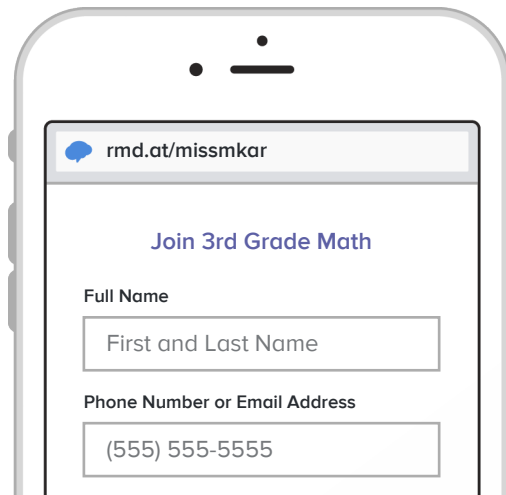 rmd.at/missmkar
Join 3rd Grade Math
Full Name
First and Last Name
Phone Number or Email Address
(555) 555-5555